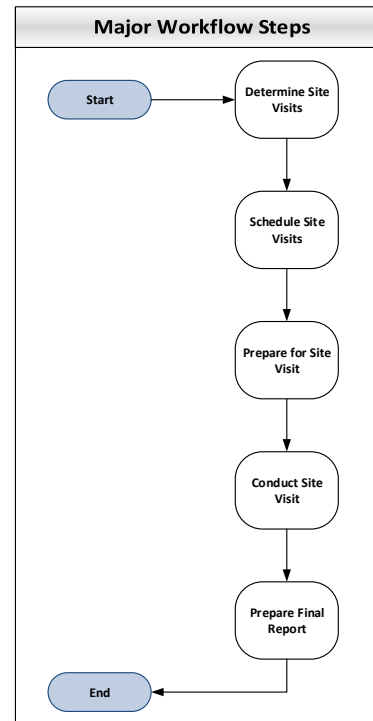 Major Workflow Steps
Start
Determine Site
Visits
Schedule Site
Visits
Prepare for Site
Visit
Conduct Site
Visit
Prepare Final
Report
End